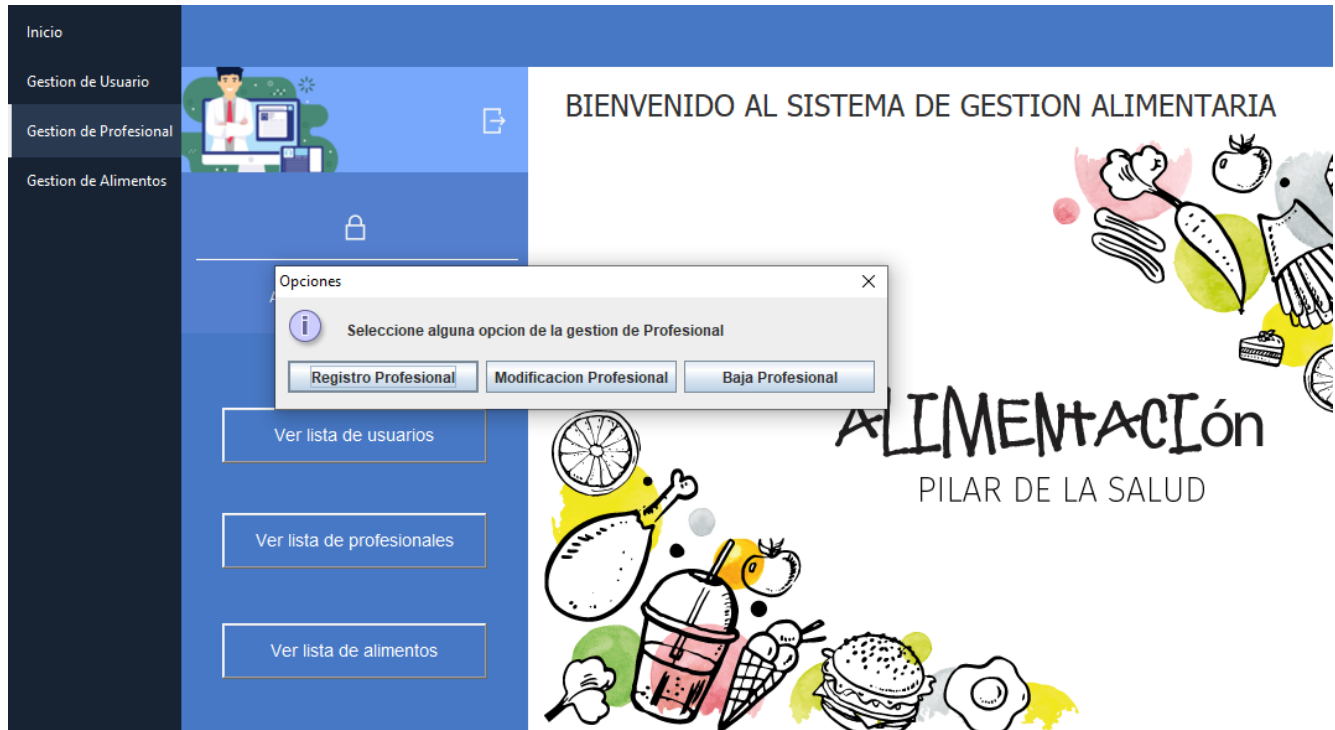 Inicio
Gestion de Usuario
Gestion de Profesional
Gestion de Alimentos
BIENVENIDO AL SISTEMA DE GESTION ALIMENTARIA
Opciones
Seleccione alguna opcion de la gestion de Profesional
Registro Profesional
Modificacion Profesional
Baja Profesional
Ver lista de usuarios
Ver lista de profesionales
Ver lista de alimentos
ALIMENtACIón
PILAR DE LA SALUD